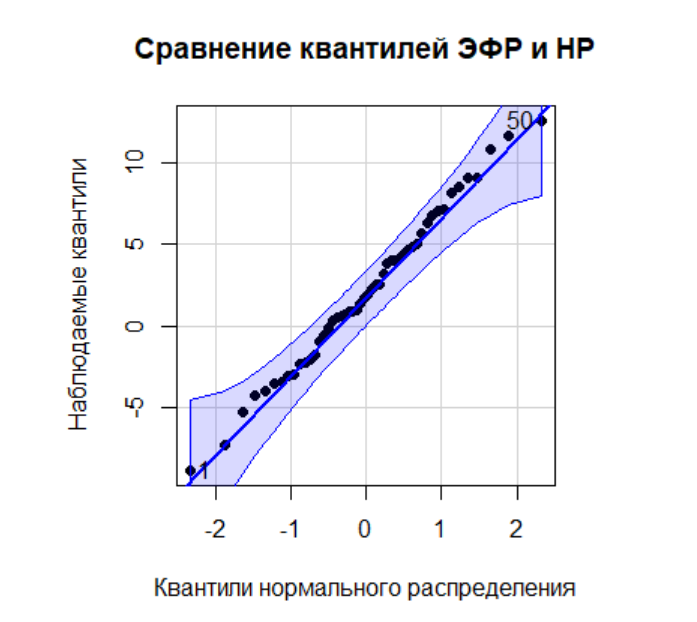 Сравнение квантилей ЭФР и НР
Наблюдаемые квантили
10
5
0
-5
50
1
-2 -1 0 1 2
Квантили нормального распределения